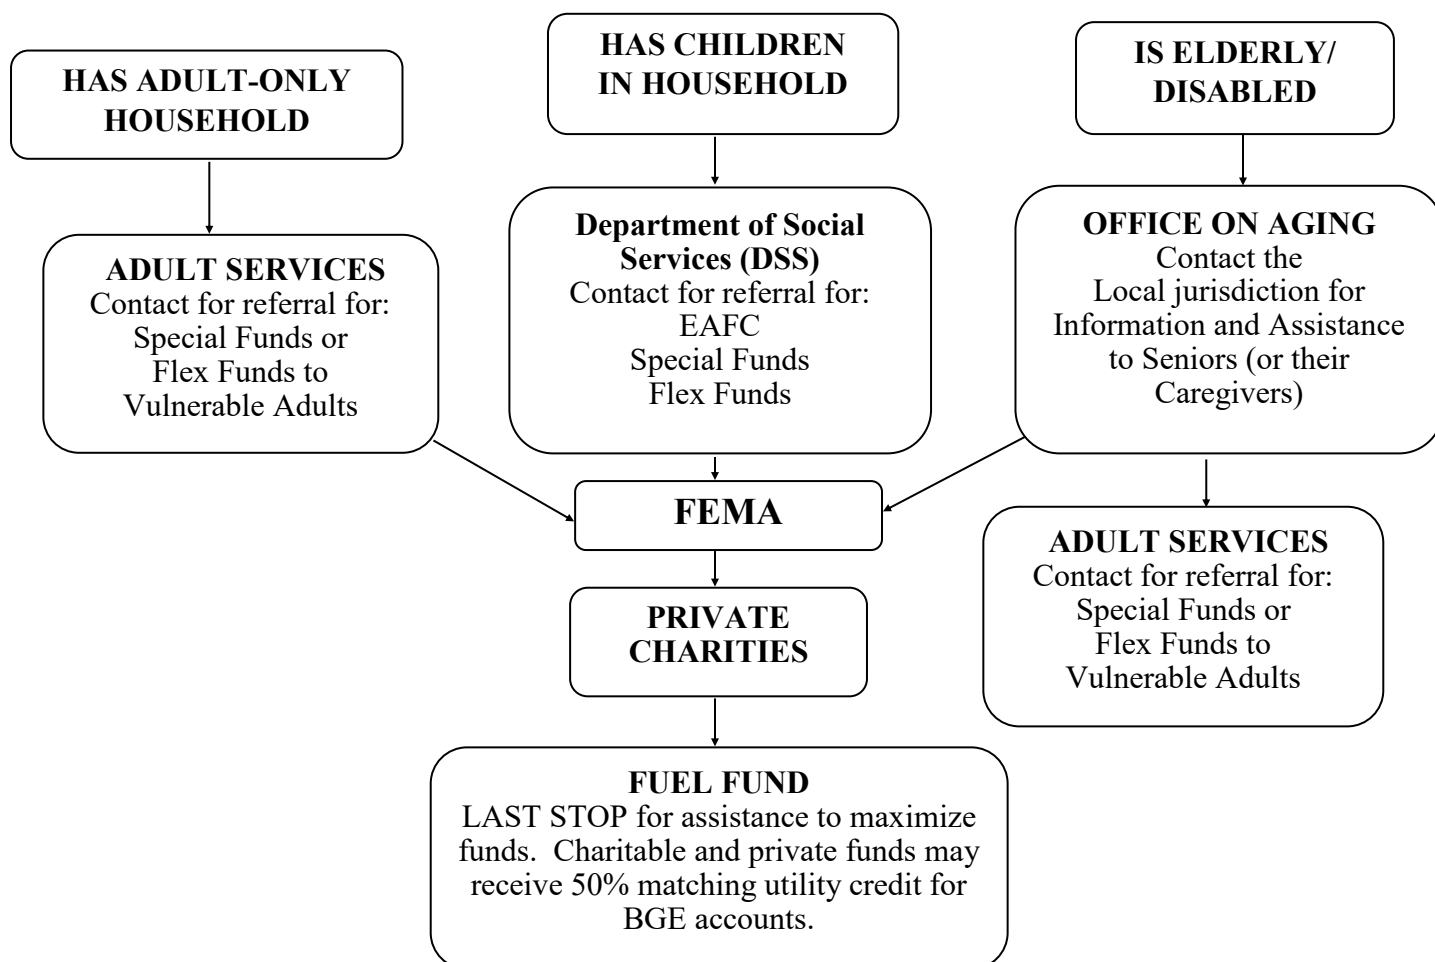 HAS ADULT-ONLY
HOUSEHOLD
HAS CHILDREN
IN HOUSEHOLD
IS ELDERLY/
DISABLED
ADULT SERVICES
Contact for referral for:
Special Funds or
Flex Funds to
Vulnerable Adults
Department of Social
Services (DSS)
Contact for referral for:
EAFC
Special Funds
Flex Funds
OFFICE ON AGING
Contact the
Local jurisdiction for
Information and Assistance
to Seniors (or their
Caregivers)
FEMA
ADULT SERVICES
Contact for referral for:
Special Funds or
Flex Funds to
Vulnerable Adults
PRIVATE
CHARITIES
FUEL FUND
LAST STOP for assistance to maximize
funds.  Charitable and private funds may
receive 50% matching utility credit for
BGE accounts.